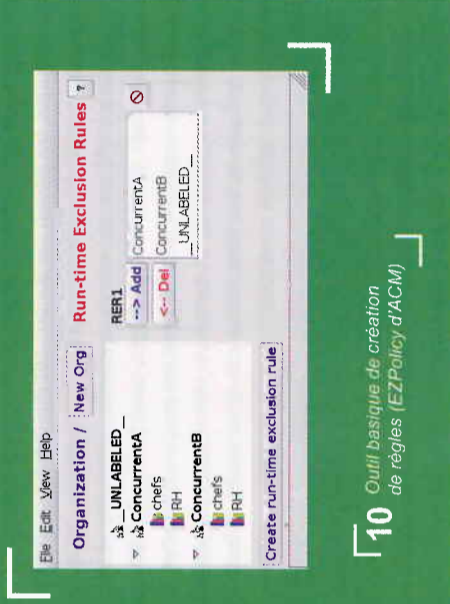 File Edit View Help
Organization / New Org
__UNLABELED__
ConcurrentA
chefs
RH
ConcurrentB
chefs
RH
Create run-time exclusion rule
Run-time Exclusion Rules ?
RER1
--> Add
<-- Del
ConcurrentA
ConcurrentB
__UNLABELED__
10 Outil basique de création
de règles (EZPolicy d'ACM)